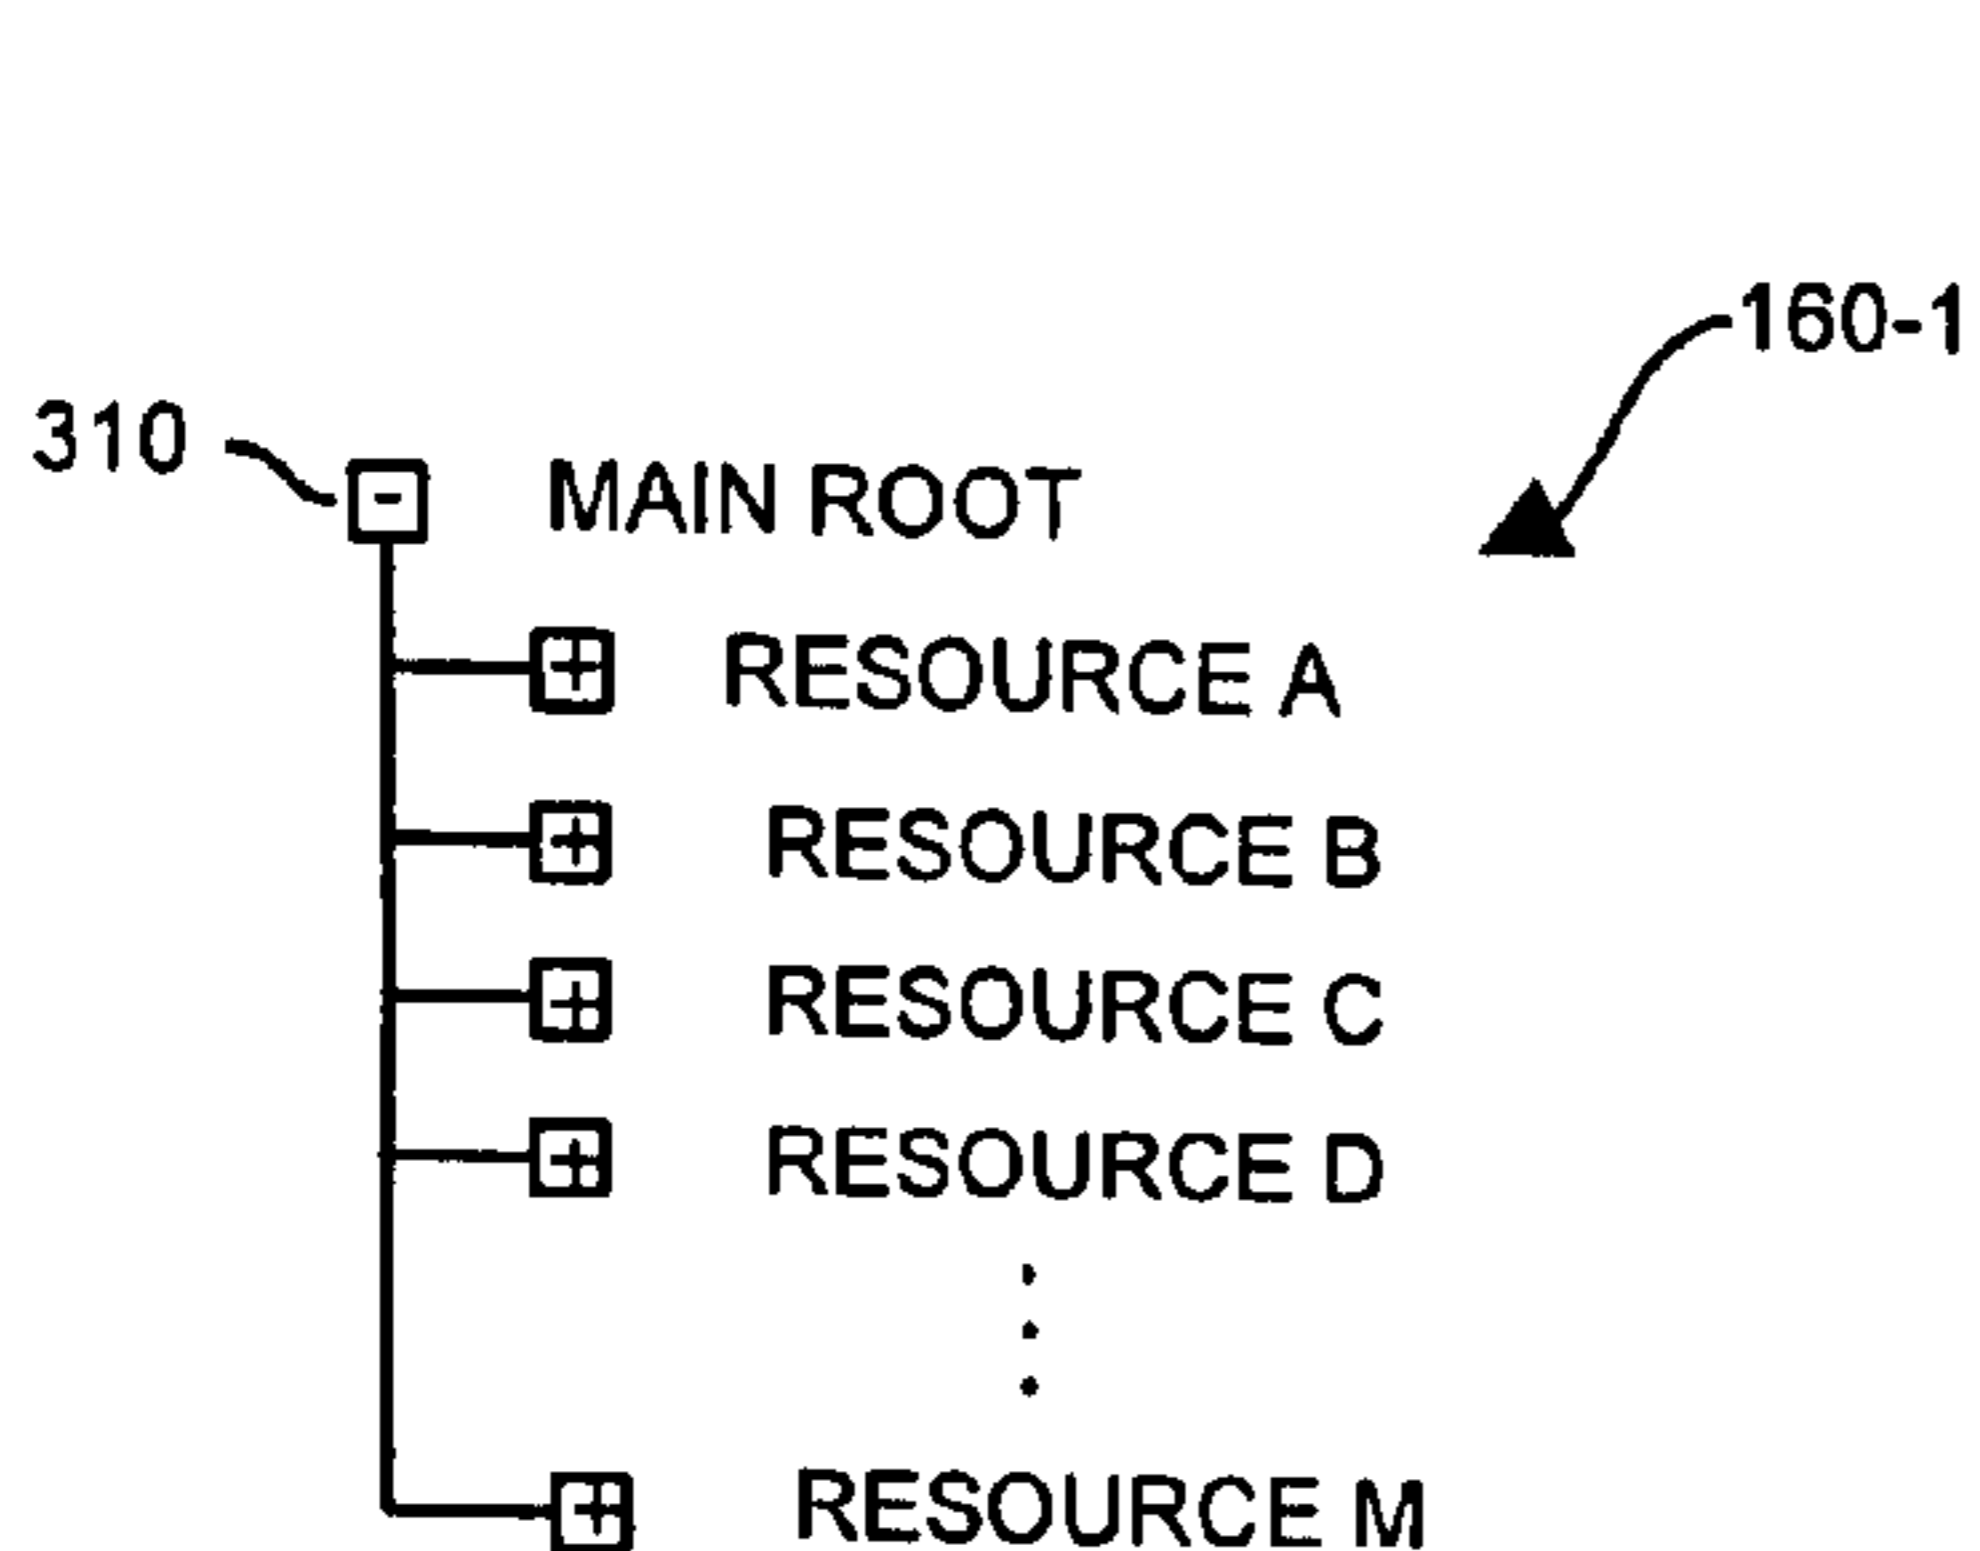 160-1
310
- MAIN ROOT
+ RESOURCE A
+ RESOURCE B
+ RESOURCE C
+ RESOURCE D
+ RESOURCE M